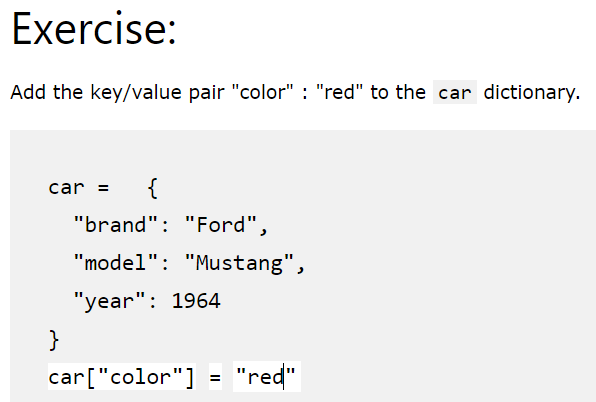 Exercise:
Add the key/value pair "color" : "red" to the car dictionary.
car =   {
  "brand": "Ford",
  "model": "Mustang",
  "year": 1964
}
car["color"] = "red"